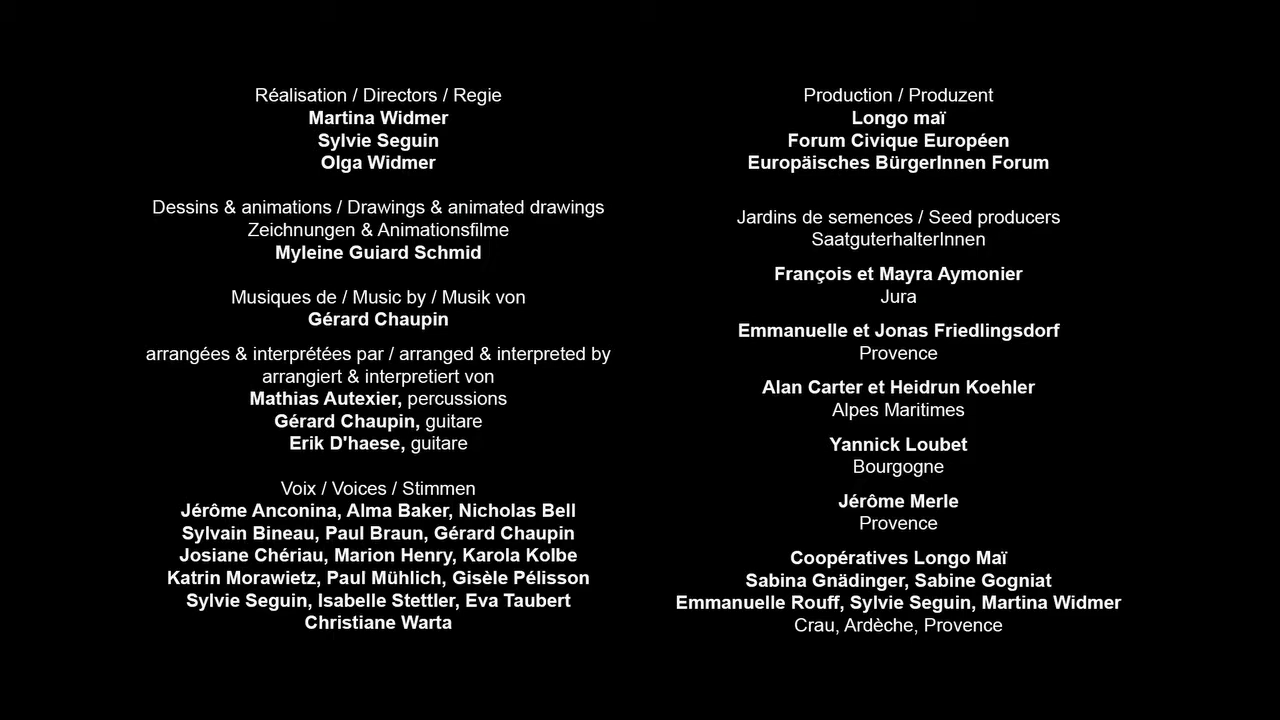 Réalisation / Directors / Regie
Martina Widmer
Sylvie Seguin
Olga Widmer
Dessins & animations / Drawings & animated drawings
Zeichnungen & Animationsfilme
Myleine Guiard Schmid
Musiques de / Music by / Musik von
Gérard Chaupin
arrangées & interprétées par / arranged & interpreted by
arrangiert & interpretiert von
Mathias Autexier, percussions
Gérard Chaupin, guitare
Erik D'haese, guitare
Voix / Voices / Stimmen
Jérôme Anconina, Alma Baker, Nicholas Bell
Sylvain Bineau, Paul Braun, Gérard Chaupin
Josiane Chériau, Marion Henry, Karola Kolbe
Katrin Morawietz, Paul Mühlich, Gisèle Pélisson
Sylvie Seguin, Isabelle Stettler, Eva Taubert
Christiane Warta
Production / Produzent
Longo maï
Forum Civique Européen
Europäisches BürgerInnen Forum
Jardins de semences / Seed producers
SaatguterhalterInnen
François et Mayra Aymonier
Jura
Emmanuelle et Jonas Friedlingsdorf
Provence
Alan Carter et Heidrun Koehler
Alpes Maritimes
Yannick Loubet
Bourgogne
Jérôme Merle
Provence
Coopératives Longo Maï
Sabina Gnädinger, Sabine Gogniat
Emmanuelle Rouff, Sylvie Seguin, Martina Widmer
Crau, Ardèche, Provence